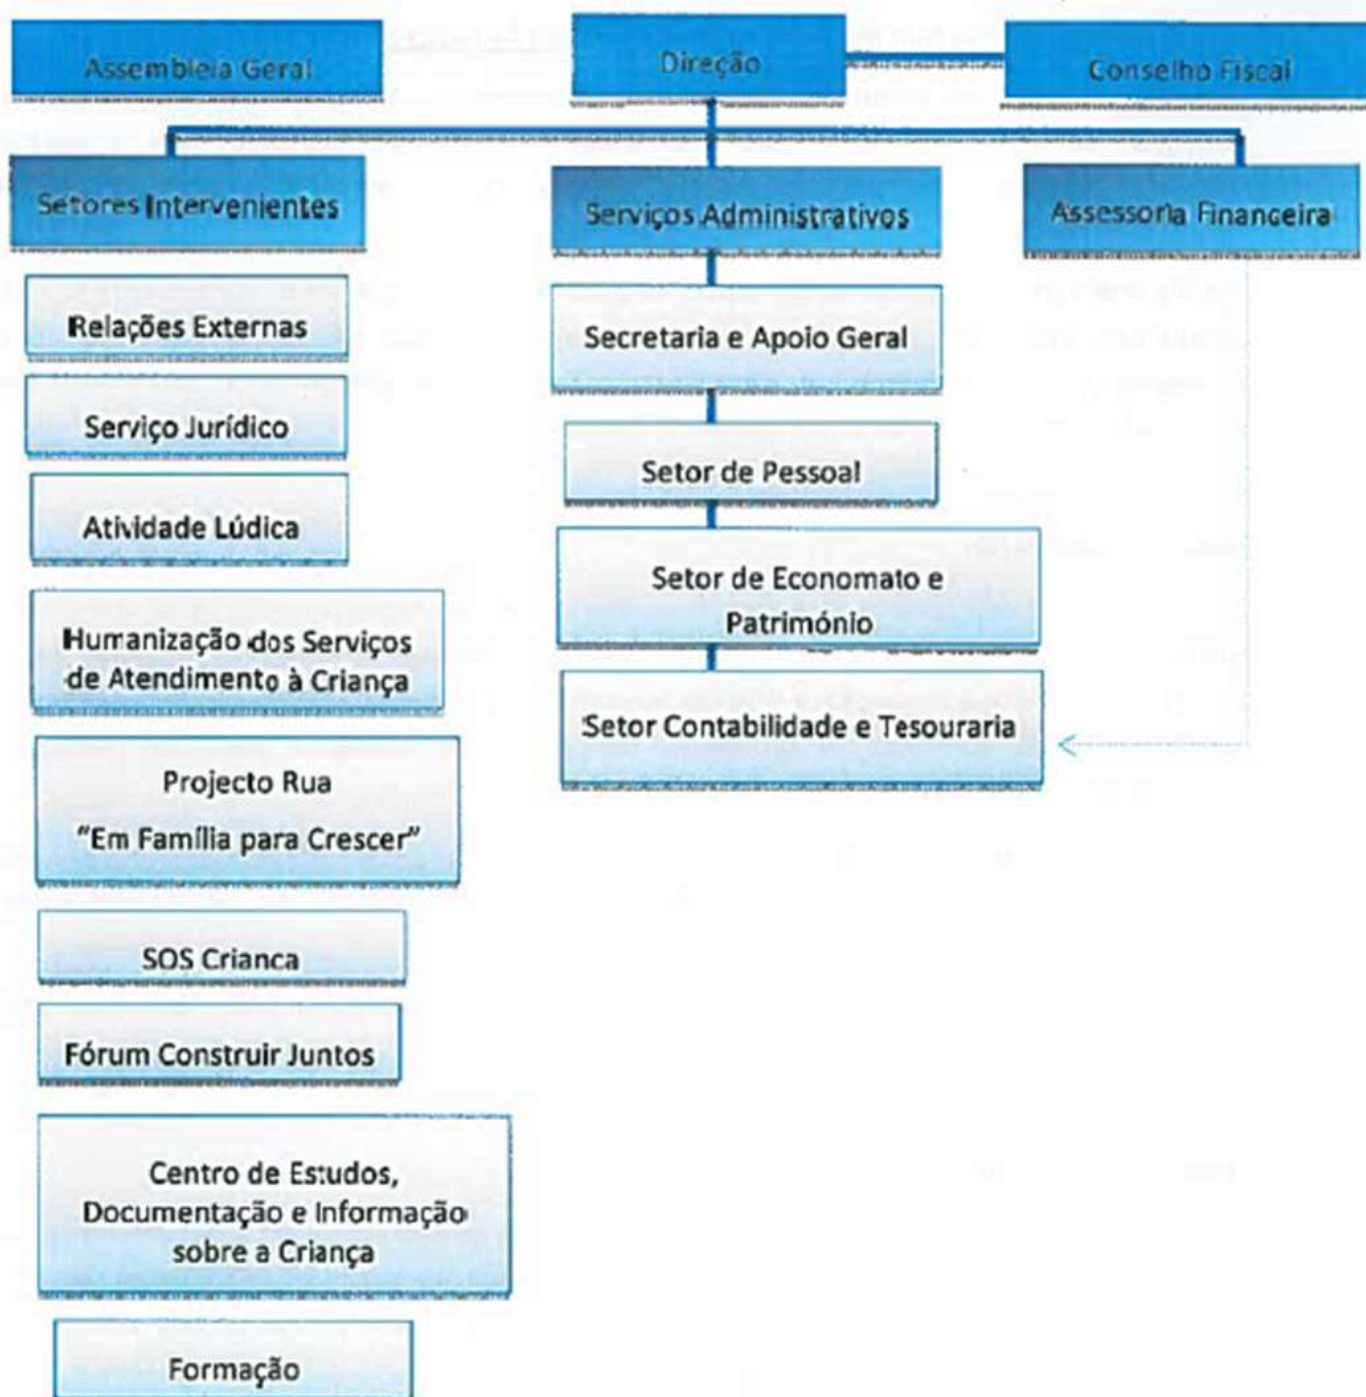 Assembleia Geral
Direção
Conselho Fiscal
Setores Intervenientes
Serviços Administrativos
Assessoria Financeira
Relações Externas
Serviço Jurídico
Atividade Lúdica
Humanização dos Serviços
de Atendimento à Criança
Projecto Rua
"Em Família para Crescer"
SOS Crianca
Fórum Construir Juntos
Centro de Estudos,
Documentação e Informação
sobre a Criança
Formação
Secretaria e Apoio Geral
Setor de Pessoal
Setor de Economato e
Património
Setor Contabilidade e Tesouraria